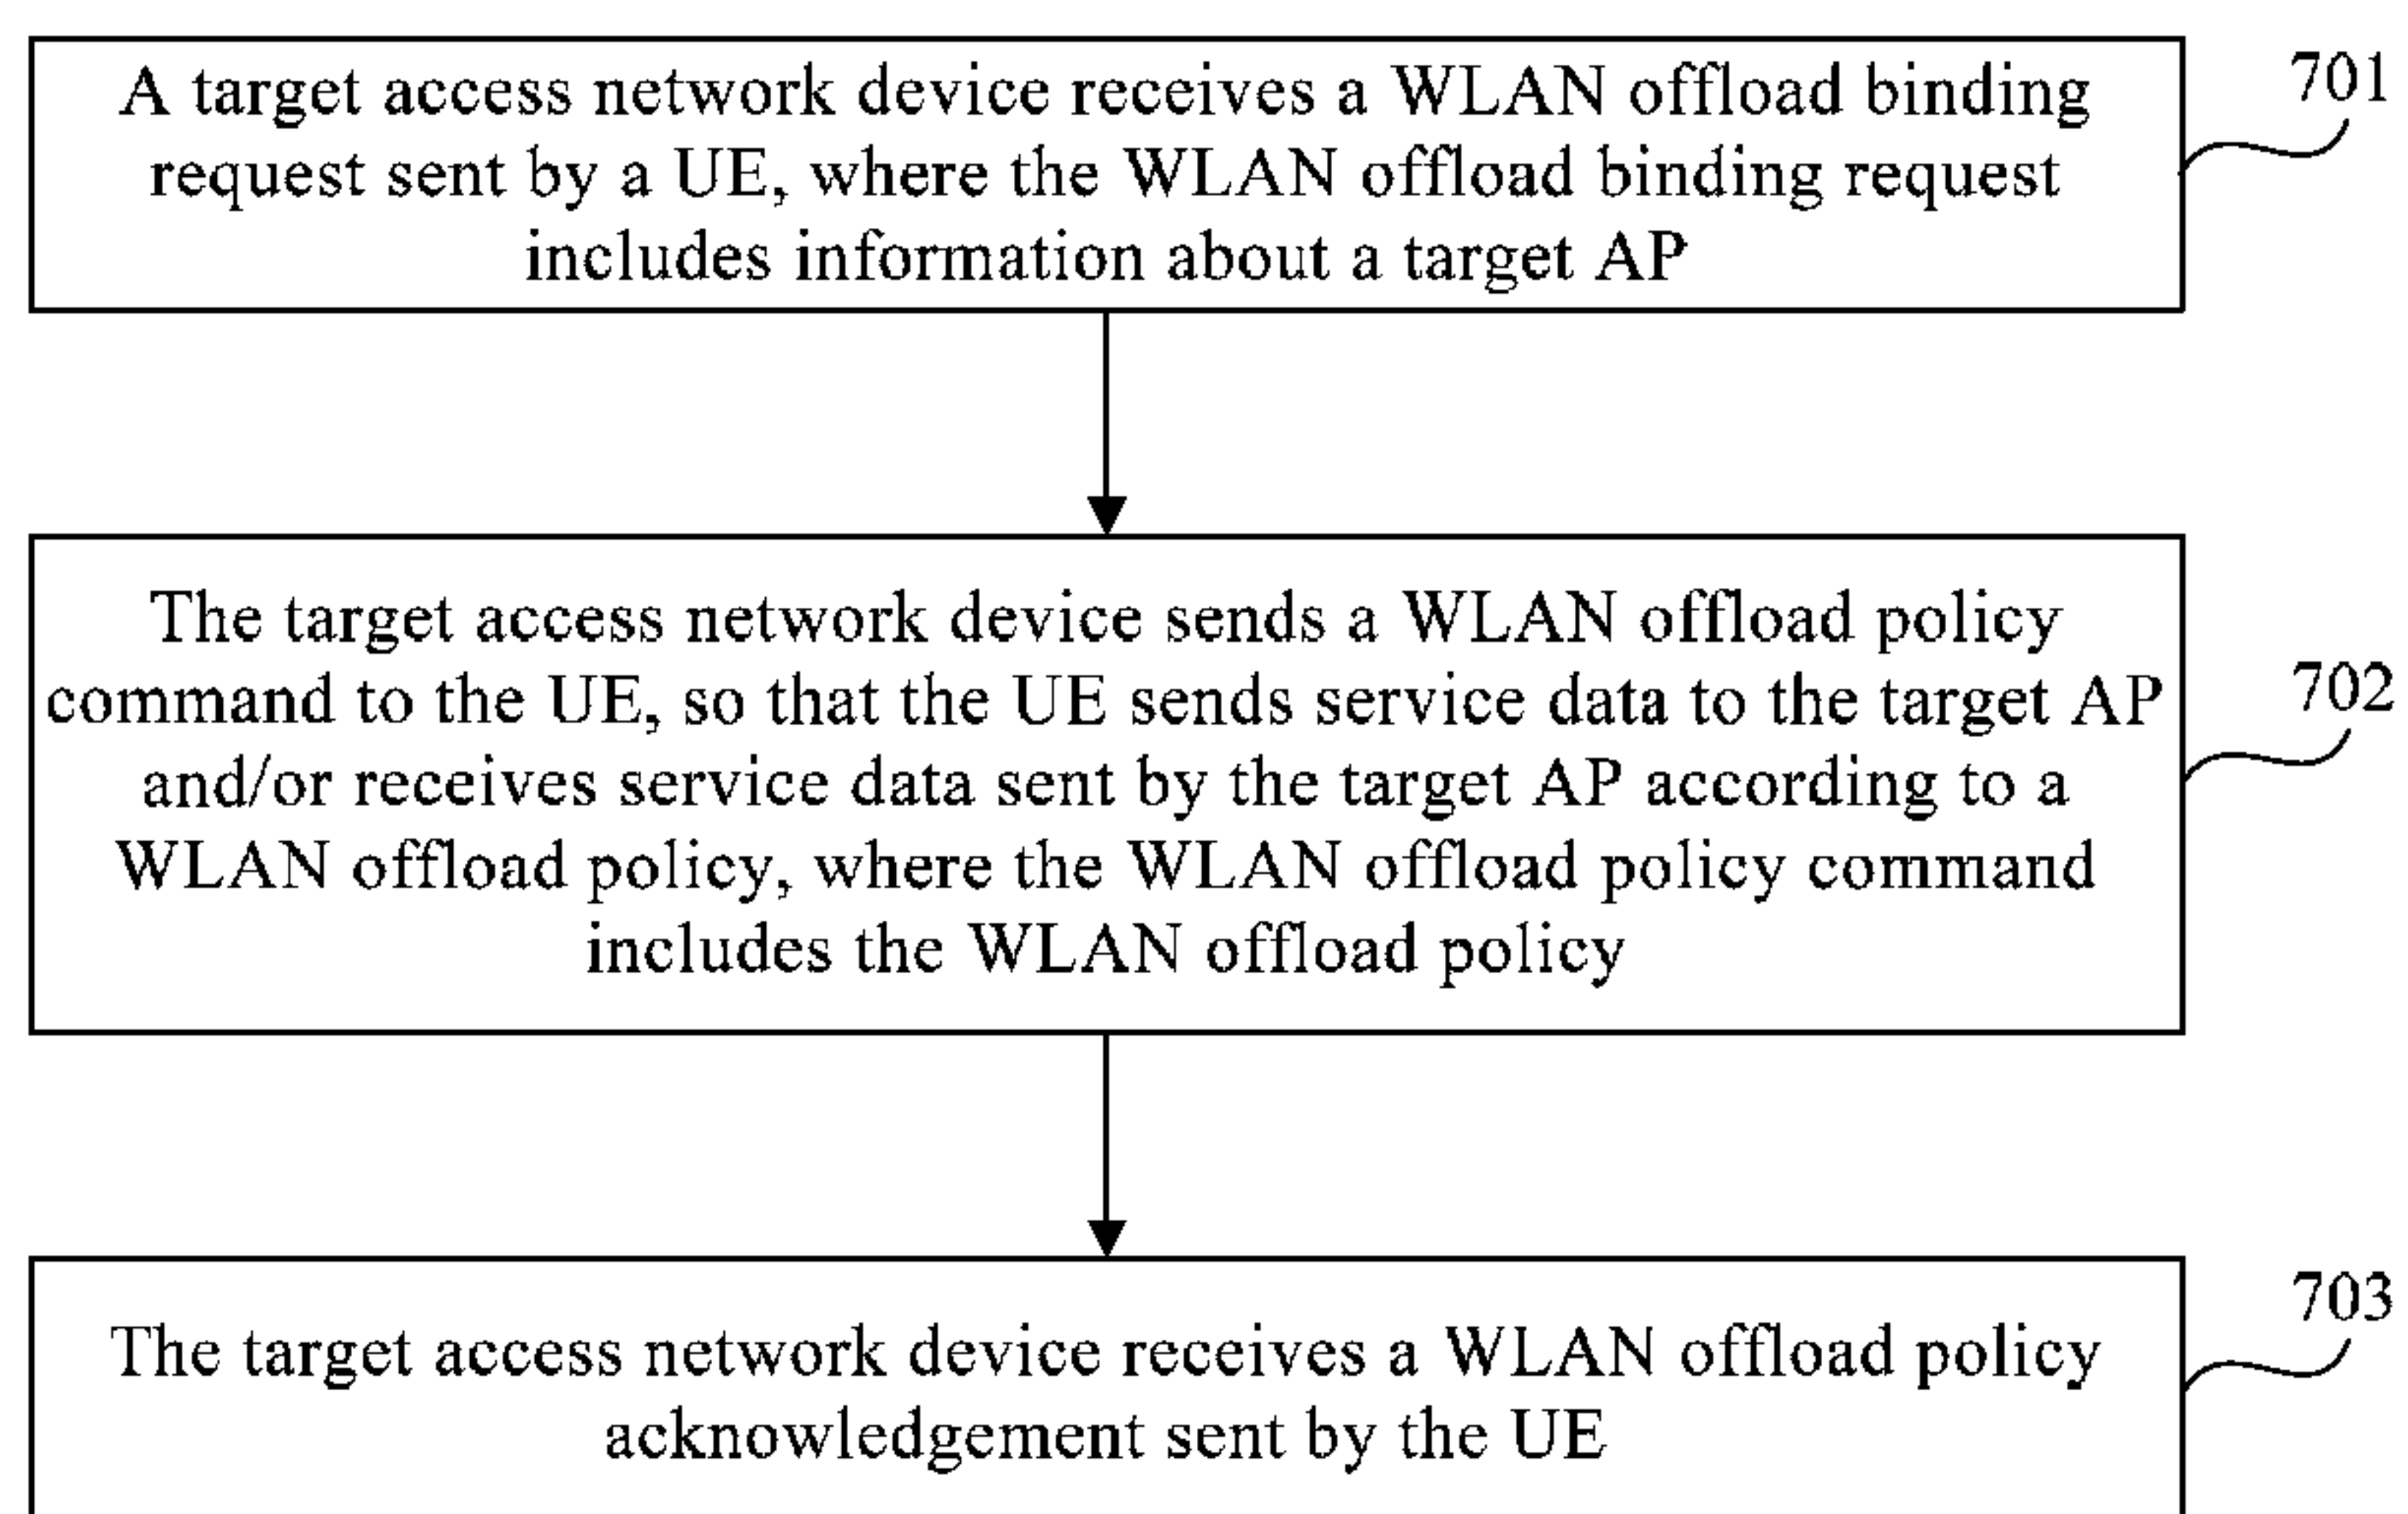 A target access network device receives a WLAN offload binding
request sent by a UE, where the WLAN offload binding request
includes information about a target AP
701
The target access network device sends a WLAN offload policy
command to the UE, so that the UE sends service data to the target AP
and/or receives service data sent by the target AP according to a
WLAN offload policy, where the WLAN offload policy command
includes the WLAN offload policy
702
The target access network device receives a WLAN offload policy
acknowledgement sent by the UE
703